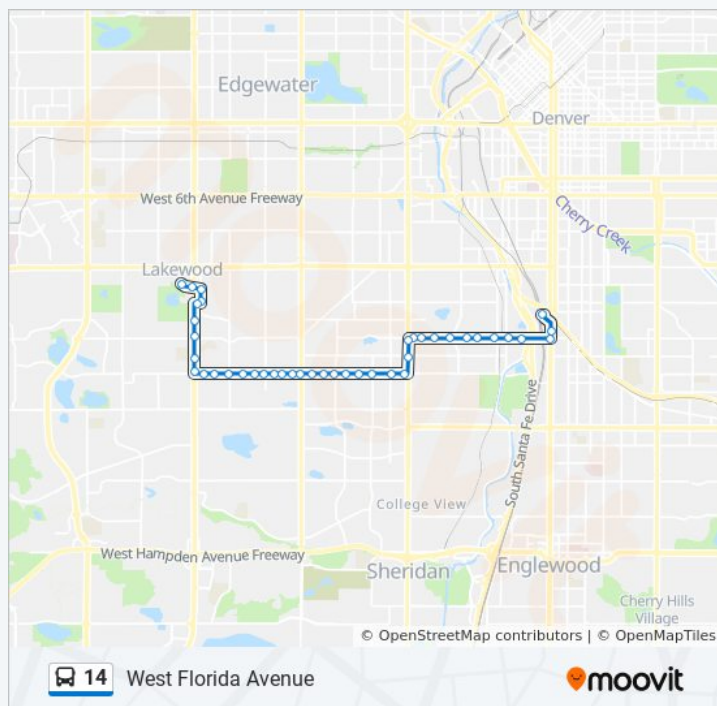 Edgewater
Denver
West 6th Avenue Freeway
Cherry Creek
Lakewood
South Santa Fe Drive
College View
West Hampden Avenue Freeway
Sheridan
Englewood
Cherry Hills
Village
© OpenStreetMap contributors | © OpenMapTiles
14 West Florida Avenue
moovit